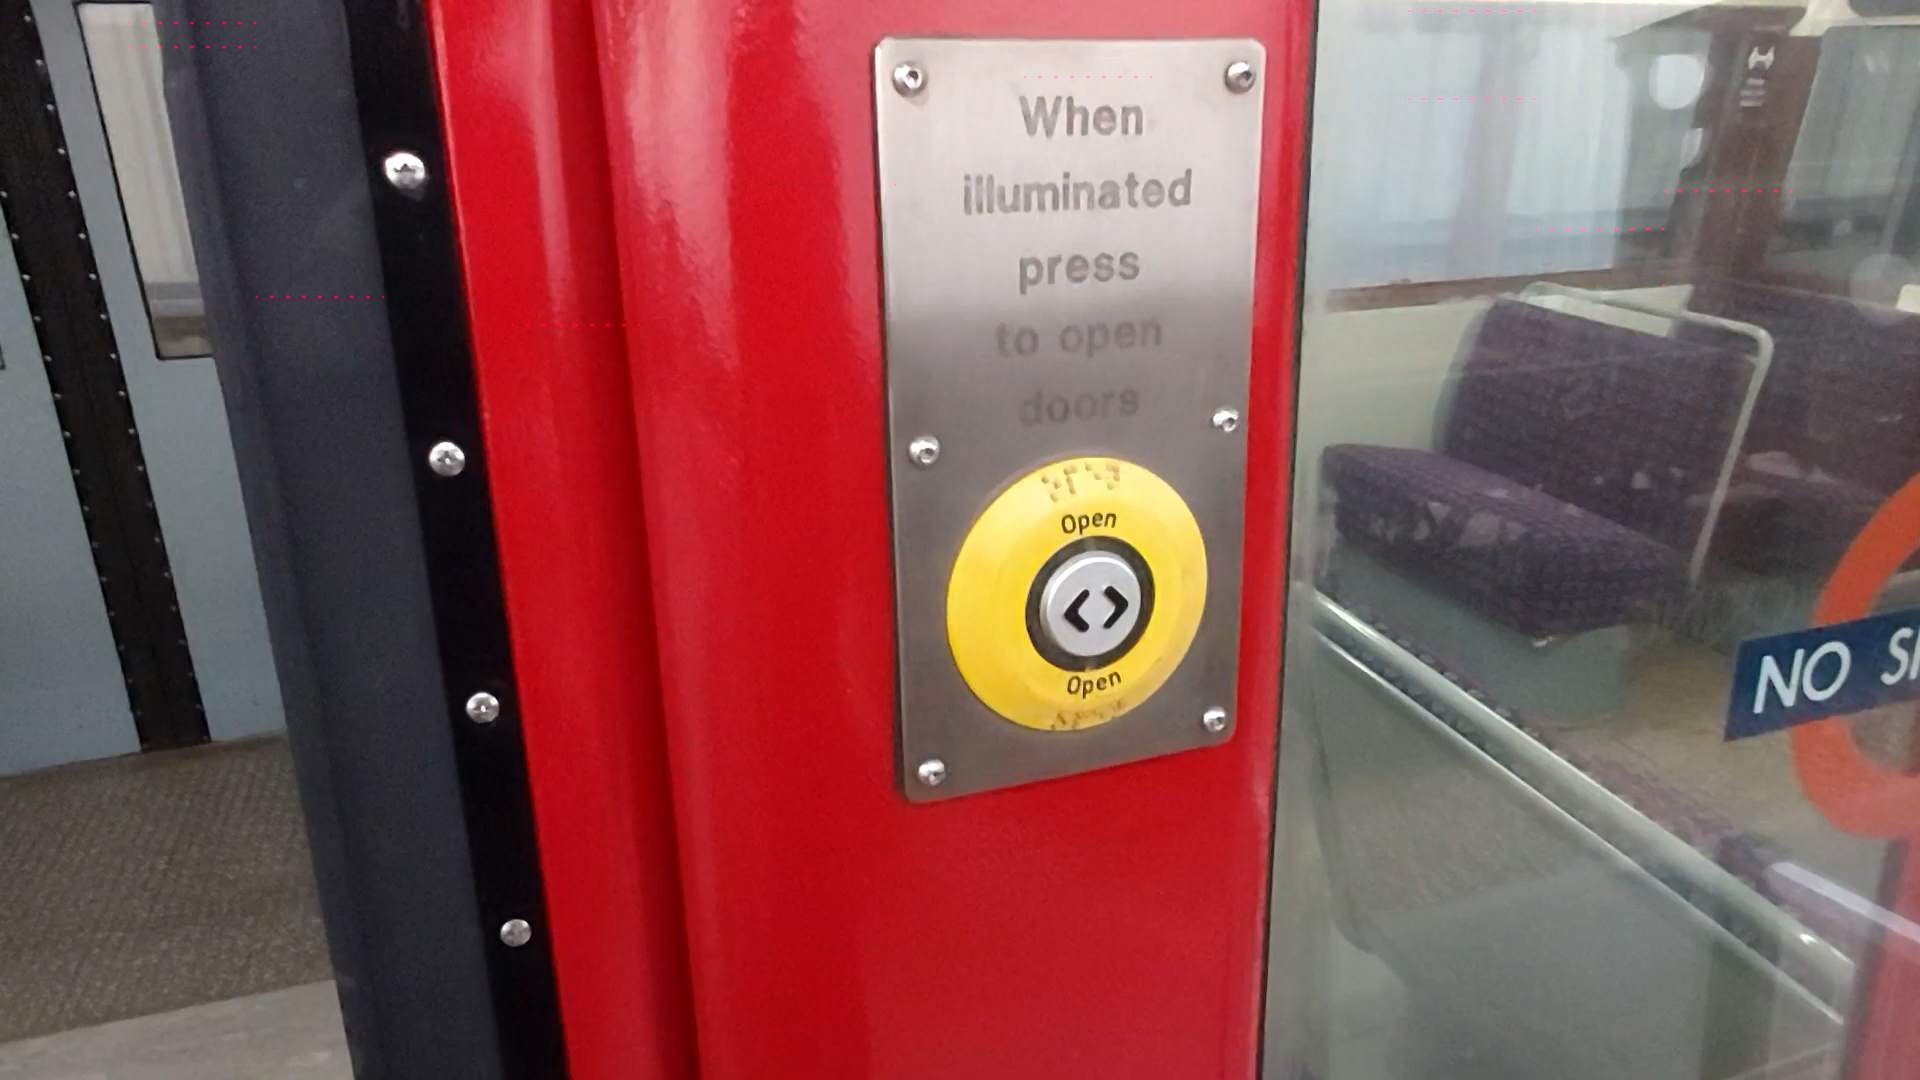 When
illuminated
press
to open
doors
Open
Open
NO